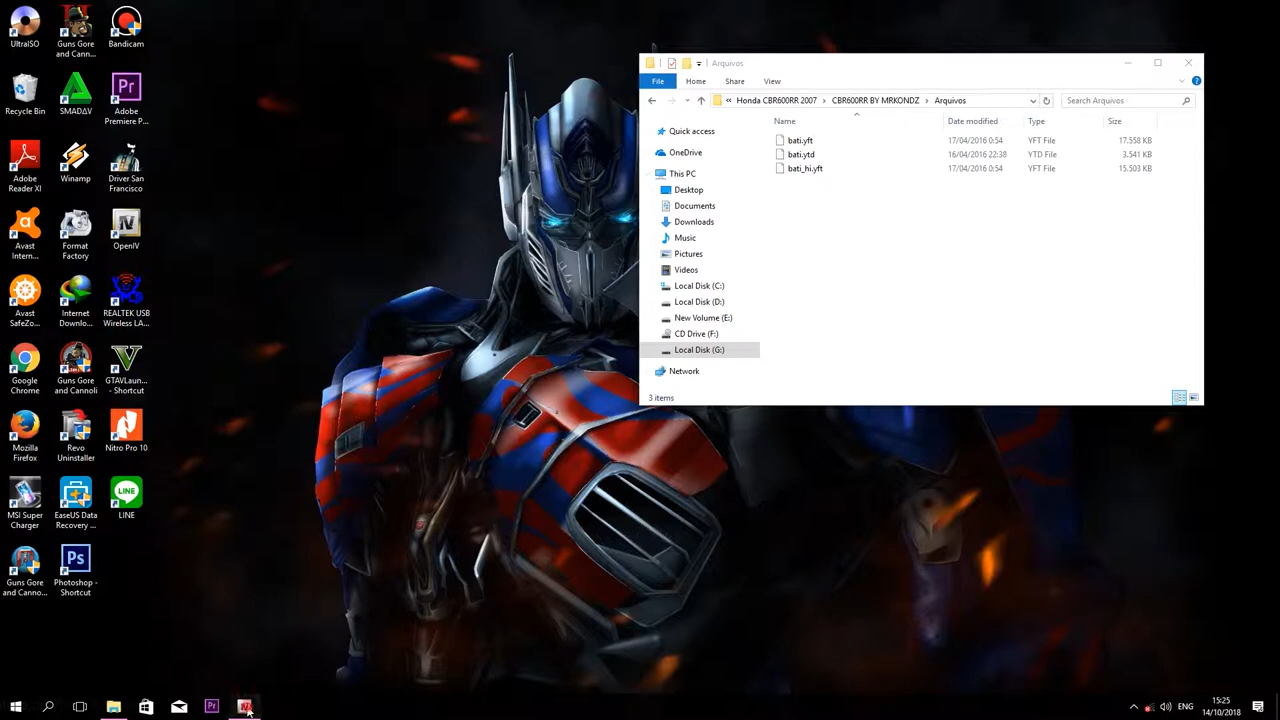 UltraISO
Guns Gore
and Cann...
Bandicam
Recycle Bin
SMADΔV
Adobe
Premiere P...
Adobe
Reader XI
Winamp
Driver San
Francisco
Avast
Intern...
Format
Factory
OpenIV
Avast
SafeZo...
Internet
Downlo...
REALTEK USB
Wireless LA...
Google
Chrome
Guns Gore
and Cannoli
GTAVLaun...
- Shortcut
Mozilla
Firefox
Revo
Uninstaller
Nitro Pro 10
MSI Super
Charger
EaseUS Data
Recovery ...
LINE
Guns Gore
and Canno...
Photoshop -
Shortcut
Arquivos
File Home Share View
« Honda CBR600RR 2007 › CBR600RR BY MRKONDZ › Arquivos
Search Arquivos
Name Date modified Type Size
bati.yft 17/04/2016 0:54 YFT File 17.558 KB
bati.ytd 16/04/2016 22:38 YTD File 3.541 KB
bati_hi.yft 17/04/2016 0:54 YFT File 15.503 KB
Quick access
OneDrive
This PC
Desktop
Documents
Downloads
Music
Pictures
Videos
Local Disk (C:)
Local Disk (D:)
New Volume (E:)
CD Drive (F:)
Local Disk (G:)
Network
3 items
ENG
15:25
14/10/2018